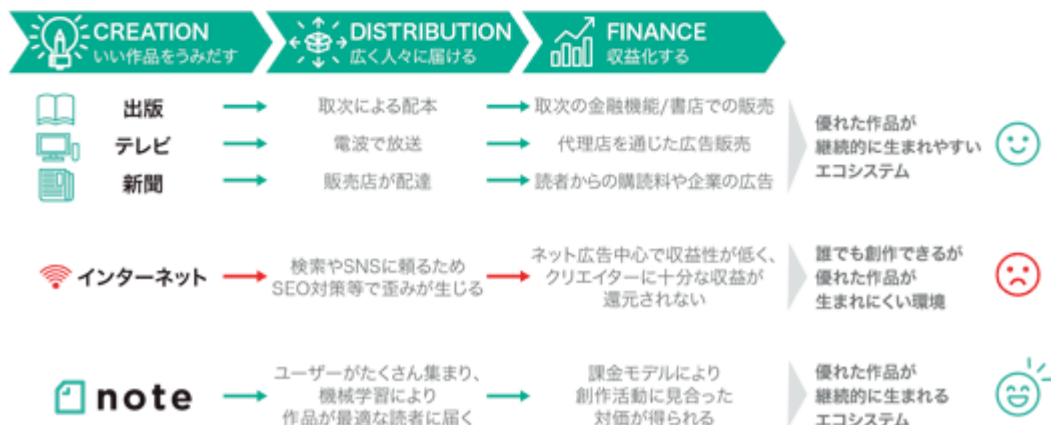 CREATION
いい作品をうみだす
DISTRIBUTION
広く人々に届ける
FINANCE
収益化する
出版
取次による配本
取次の金融機能/書店での販売
テレビ
電波で放送
代理店を通じた広告販売
新聞
販売店が配達
読者からの購読料や企業の広告
優れた作品が
継続的に生まれやすい
エコシステム
インターネット
検索やSNSに頼るため
SEO対策等で歪みが生じる
ネット広告中心で収益性が低く、
クリエイターに十分な収益が
還元されない
誰でも創作できるが
優れた作品が
生まれにくい環境
note
ユーザーがたくさん集まり、
機械学習により
作品が最適な読者に届く
課金モデルにより
創作活動に見合った
対価が得られる
優れた作品が
継続的に生まれる
エコシステム